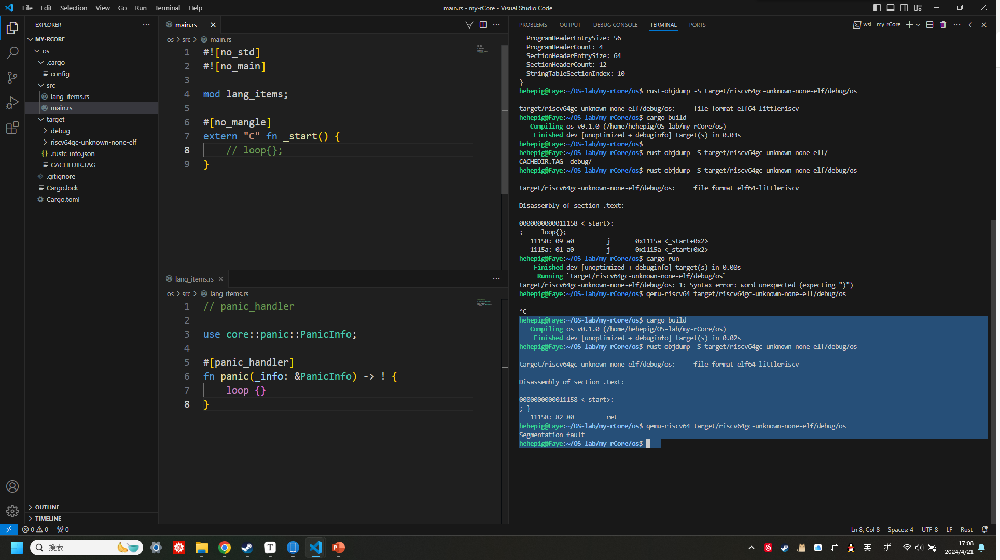 File Edit Selection View Go Run Terminal Help
main.rs - my-rCore - Visual Studio Code
EXPLORER
MY-RCORE
os
.cargo
config
src
lang_items.rs
main.rs
target
debug
riscv64gc-unknown-none-elf
.rustc_info.json
CACHEDIR.TAG
.gitignore
Cargo.lock
Cargo.toml
OUTLINE
TIMELINE
main.rs
os > src > main.rs
1 #![no_std]
2 #![no_main]
3
4 mod lang_items;
5
6 #[no_mangle]
7 extern "C" fn _start() {
8     // loop{};
9 }
lang_items.rs
os > src > lang_items.rs
1 // panic_handler
2
3 use core::panic::PanicInfo;
4
5 #[panic_handler]
6 fn panic(_info: &PanicInfo) -> ! {
7     loop {}
8 }
PROBLEMS OUTPUT DEBUG CONSOLE TERMINAL PORTS
wsl - my-rCore
ProgramHeaderEntrySize: 56
ProgramHeaderCount: 4
SectionHeaderEntrySize: 64
SectionHeaderCount: 12
StringTableSectionIndex: 10
}
hehepig@Faye:~/OS-lab/my-rCore/os$ rust-objdump -S target/riscv64gc-unknown-none-elf/debug/os
target/riscv64gc-unknown-none-elf/debug/os:     file format elf64-littleriscv
hehepig@Faye:~/OS-lab/my-rCore/os$ cargo build
Compiling os v0.1.0 (/home/hehepig/OS-lab/my-rCore/os)
Finished dev [unoptimized + debuginfo] target(s) in 0.03s
hehepig@Faye:~/OS-lab/my-rCore/os$
hehepig@Faye:~/OS-lab/my-rCore/os$ rust-objdump -S target/riscv64gc-unknown-none-elf/
CACHEDIR.TAG  debug/
hehepig@Faye:~/OS-lab/my-rCore/os$ rust-objdump -S target/riscv64gc-unknown-none-elf/debug/os
target/riscv64gc-unknown-none-elf/debug/os:     file format elf64-littleriscv
Disassembly of section .text:
0000000000011158 <_start>:
;     loop{};
11158: 09 a0         j       0x1115a <_start+0x2>
1115a: 01 a0         j       0x1115a <_start+0x2>
hehepig@Faye:~/OS-lab/my-rCore/os$ cargo run
Finished dev [unoptimized + debuginfo] target(s) in 0.00s
Running `target/riscv64gc-unknown-none-elf/debug/os`
target/riscv64gc-unknown-none-elf/debug/os: 1: Syntax error: word unexpected (expecting ")")
hehepig@Faye:~/OS-lab/my-rCore/os$ qemu-riscv64 target/riscv64gc-unknown-none-elf/debug/os
^C
hehepig@Faye:~/OS-lab/my-rCore/os$ cargo build
Compiling os v0.1.0 (/home/hehepig/OS-lab/my-rCore/os)
Finished dev [unoptimized + debuginfo] target(s) in 0.02s
hehepig@Faye:~/OS-lab/my-rCore/os$ rust-objdump -S target/riscv64gc-unknown-none-elf/debug/os
target/riscv64gc-unknown-none-elf/debug/os:     file format elf64-littleriscv
Disassembly of section .text:
0000000000011158 <_start>:
; }
11158: 82 80         ret
hehepig@Faye:~/OS-lab/my-rCore/os$ qemu-riscv64 target/riscv64gc-unknown-none-elf/debug/os
Segmentation fault
hehepig@Faye:~/OS-lab/my-rCore/os$
0 0 0
Ln 8, Col 8 Spaces: 4 UTF-8 LF Rust
搜索
英 拼
17:08
2024/4/21